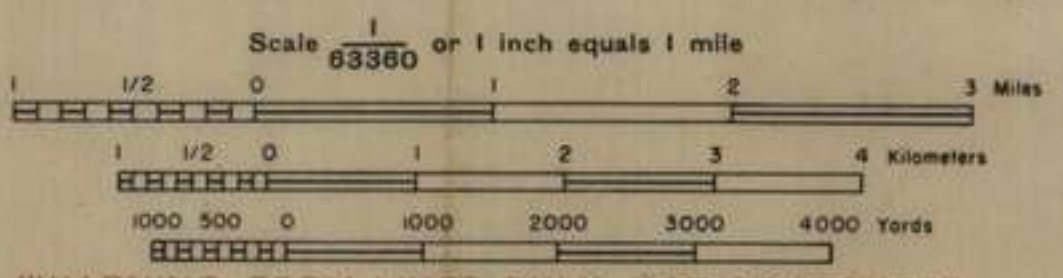 Scale 1/63360 or 1 inch equals 1 mile
1 1/2 0 1 2 3 Miles
1 1/2 0 1 2 3 4 Kilometers
1000 500 0 1000 2000 3000 4000 Yards